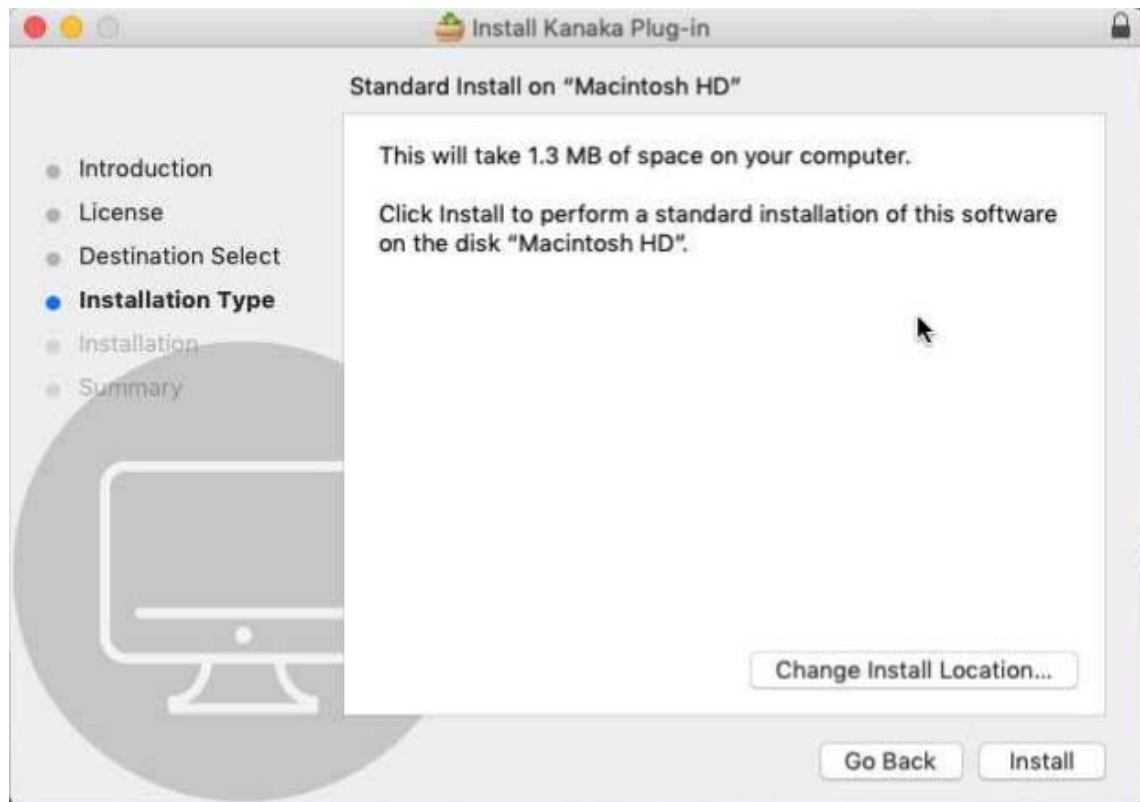 Install Kanaka Plug-in
Standard Install on “Macintosh HD”
Introduction
License
Destination Select
Installation Type
Installation
Summary
This will take 1.3 MB of space on your computer.
Click Install to perform a standard installation of this software
on the disk “Macintosh HD”.
Change Install Location...
Go Back
Install